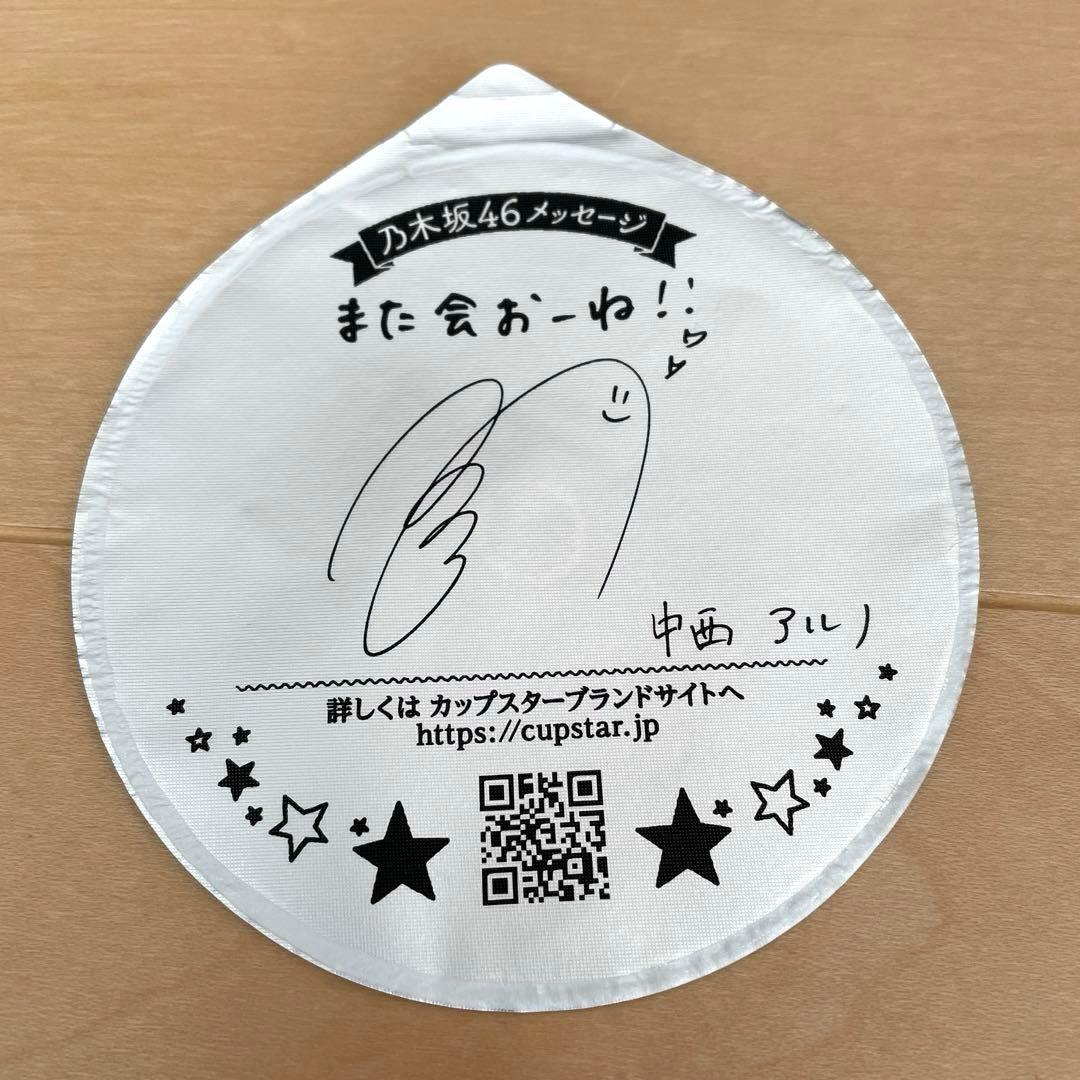 乃木坂46メッセージ
また会おーね!!
中西 アルノ
詳しくは カップスターブランドサイトへ
https://cupstar.jp